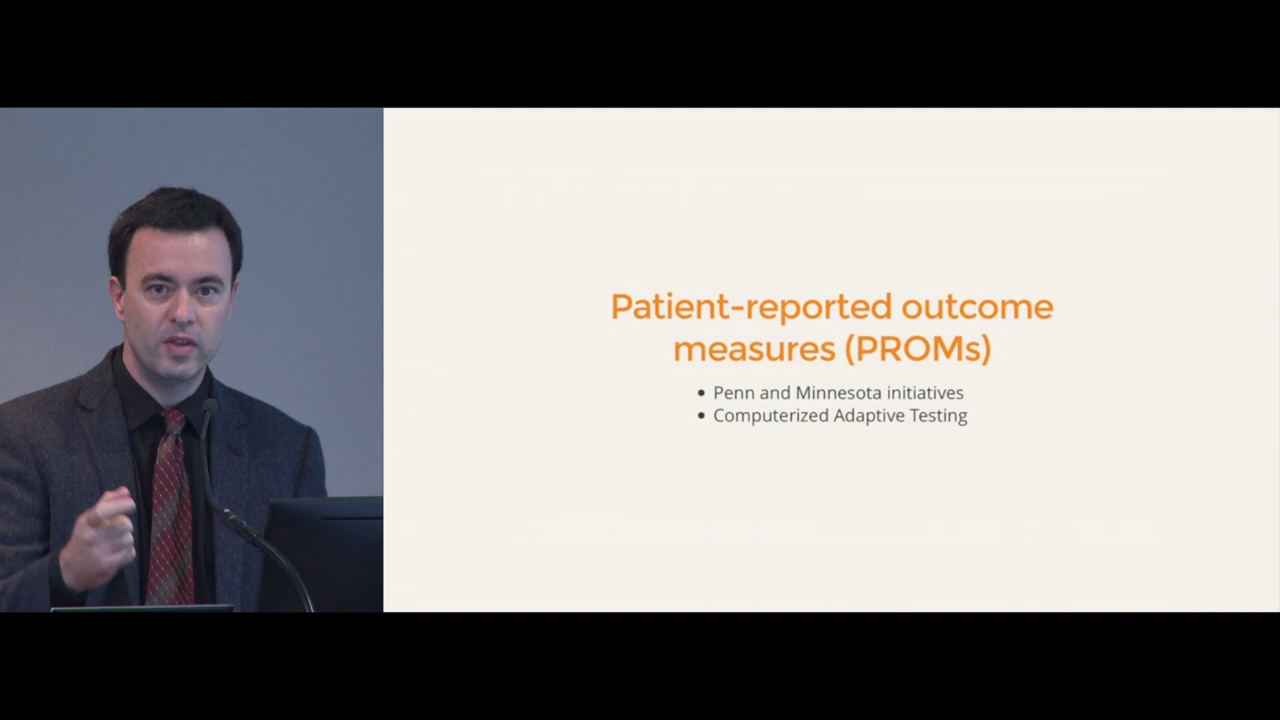 Patient-reported outcome
measures (PROMs)
• Penn and Minnesota initiatives
• Computerized Adaptive Testing